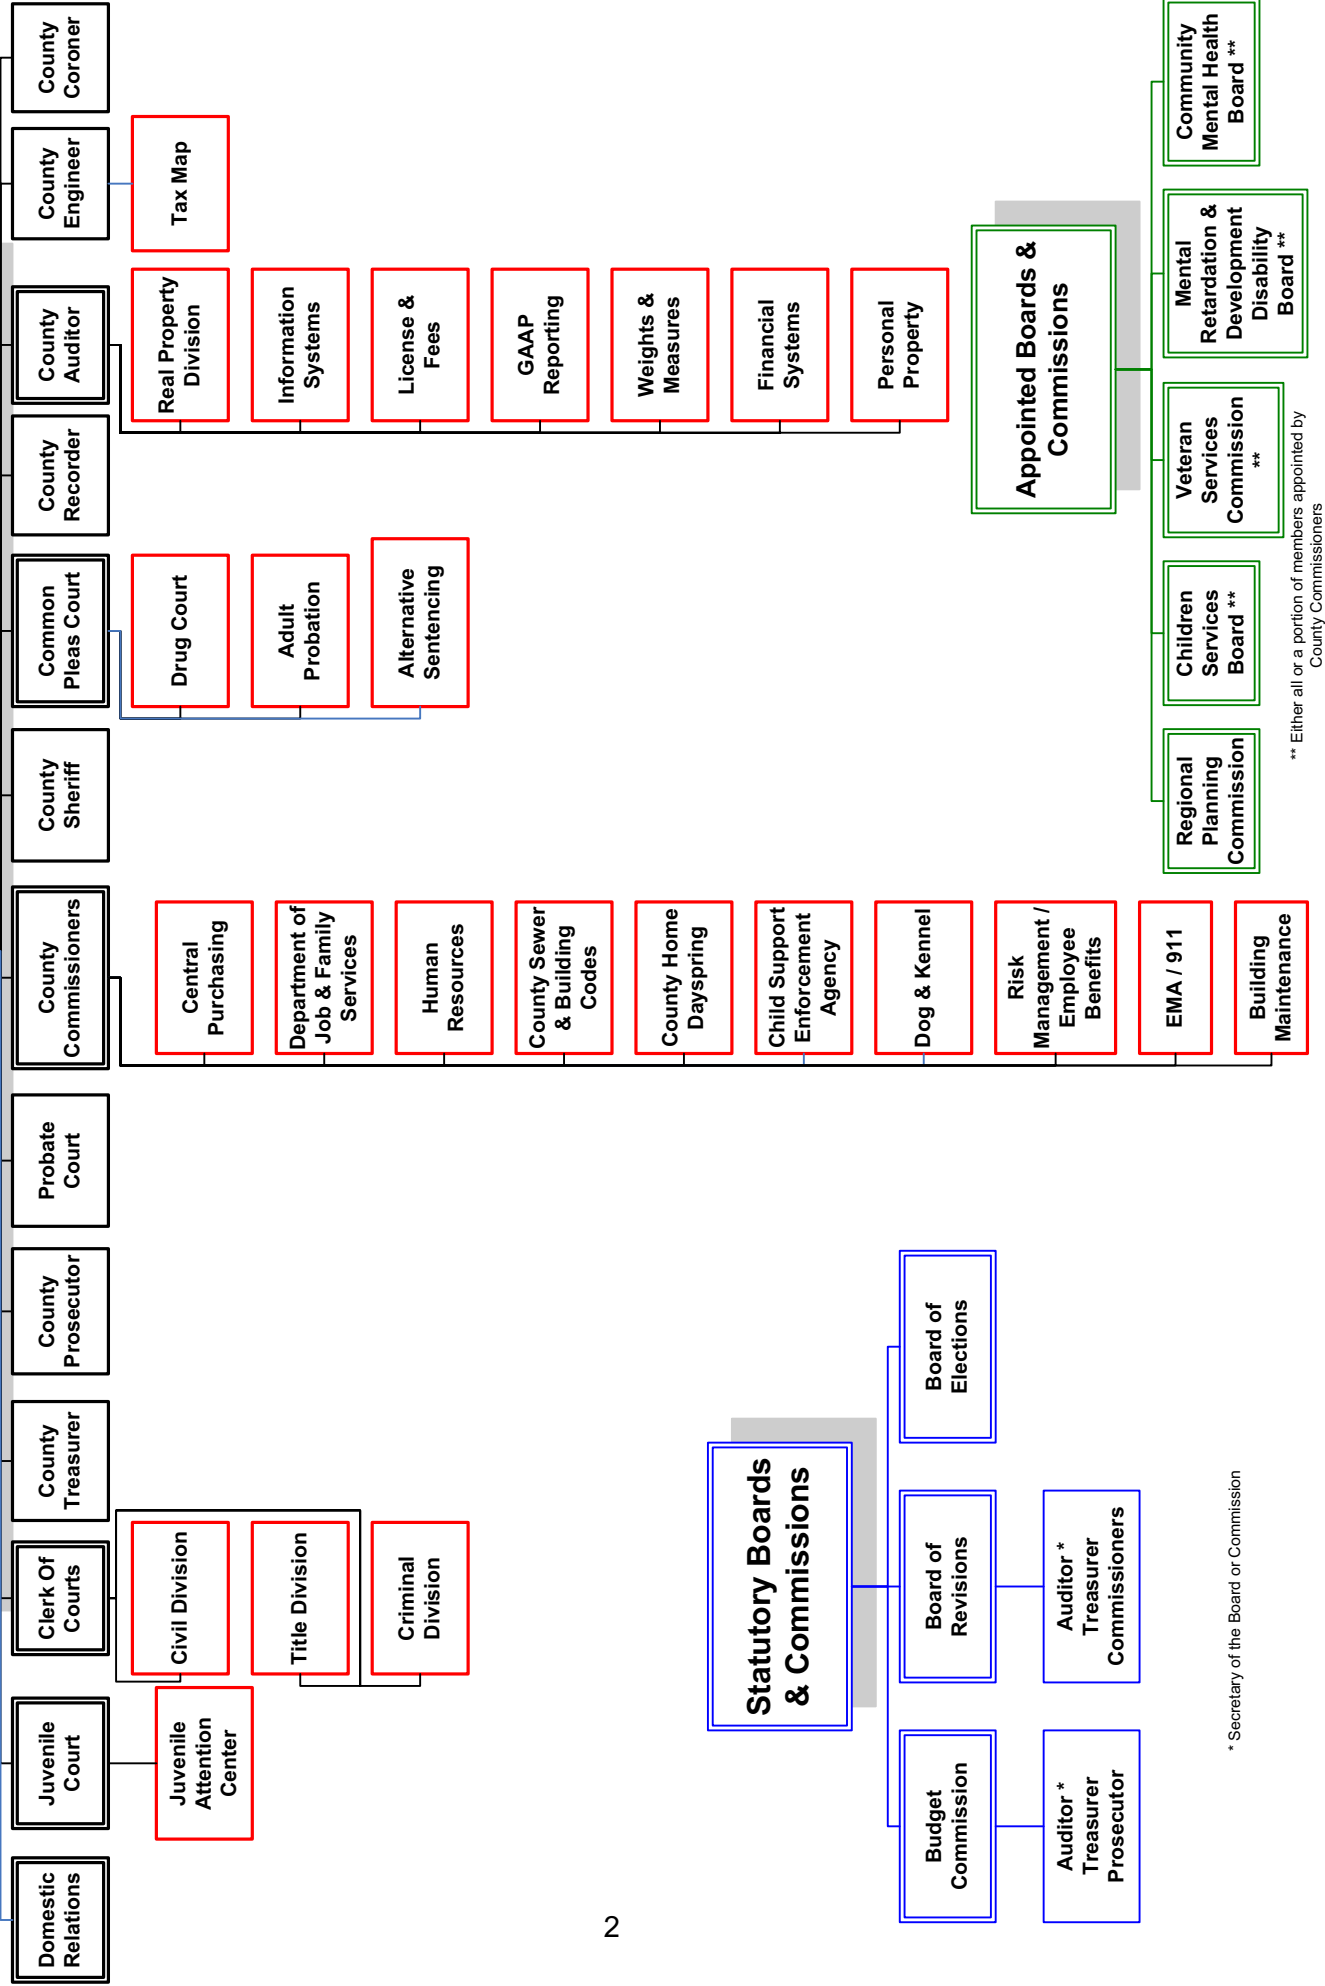 Domestic
Relations
Juvenile
Court
Clerk Of
Courts
County
Treasurer
County
Prosecutor
Probate
Court
County
Commissioners
County
Sheriff
Common
Pleas Court
County
Recorder
County
Auditor
County
Engineer
County
Coroner
Juvenile
Attention
Center
Civil Division
Title Division
Criminal
Division
Central
Purchasing
Department of
Job & Family
Services
Human
Resources
County Sewer
& Building
Codes
County Home
Dayspring
Child Support
Enforcement
Agency
Dog & Kennel
Risk
Management /
Employee
Benefits
EMA / 911
Building
Maintenance
Drug Court
Adult
Probation
Alternative
Sentencing
Real Property
Division
Information
Systems
License &
Fees
GAAP
Reporting
Weights &
Measures
Financial
Systems
Personal
Property
Tax Map
Statutory Boards
& Commissions
Budget
Commission
Board of
Revisions
Board of
Elections
Auditor *
Treasurer
Prosecutor
Auditor *
Treasurer
Commissioners
* Secretary of the Board or Commission
Appointed Boards &
Commissions
Regional
Planning
Commission
Children
Services
Board **
Veteran
Services
Commission
**
Mental
Retardation &
Development
Disability
Board **
Community
Mental Health
Board **
** Either all or a portion of members appointed by
County Commissioners
2